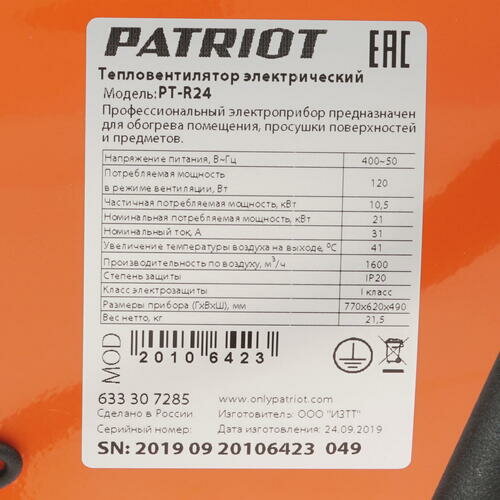 PATRIOT
EAC
Тепловентилятор электрический
Модель: PT-R24
Профессиональный электроприбор предназначен
для обогрева помещения, просушки поверхностей
и предметов.
Напряжение питания, В~Гц 400~50
Потребляемая мощность
в режиме вентиляции, Вт 120
Частичная потребляемая мощность, кВт 10,5
Номинальная потребляемая мощность, кВт 21
Номинальный ток, А 31
Увеличение температуры воздуха на выходе, °С 41
Производительность по воздуху, м³/ч 1600
Степень защиты IP20
Класс электрозащиты I класс
Размеры прибора (ГхВхШ), мм 770x620x490
Вес нетто, кг 21,5
MOD
20106423
633 30 7285
www.onlypatriot.com
Сделано в России
Изготовитель: ООО "ИЗТТ"
Серийный номер:
Дата изготовления: 24.09.2019
SN: 2019 09 20106423 049